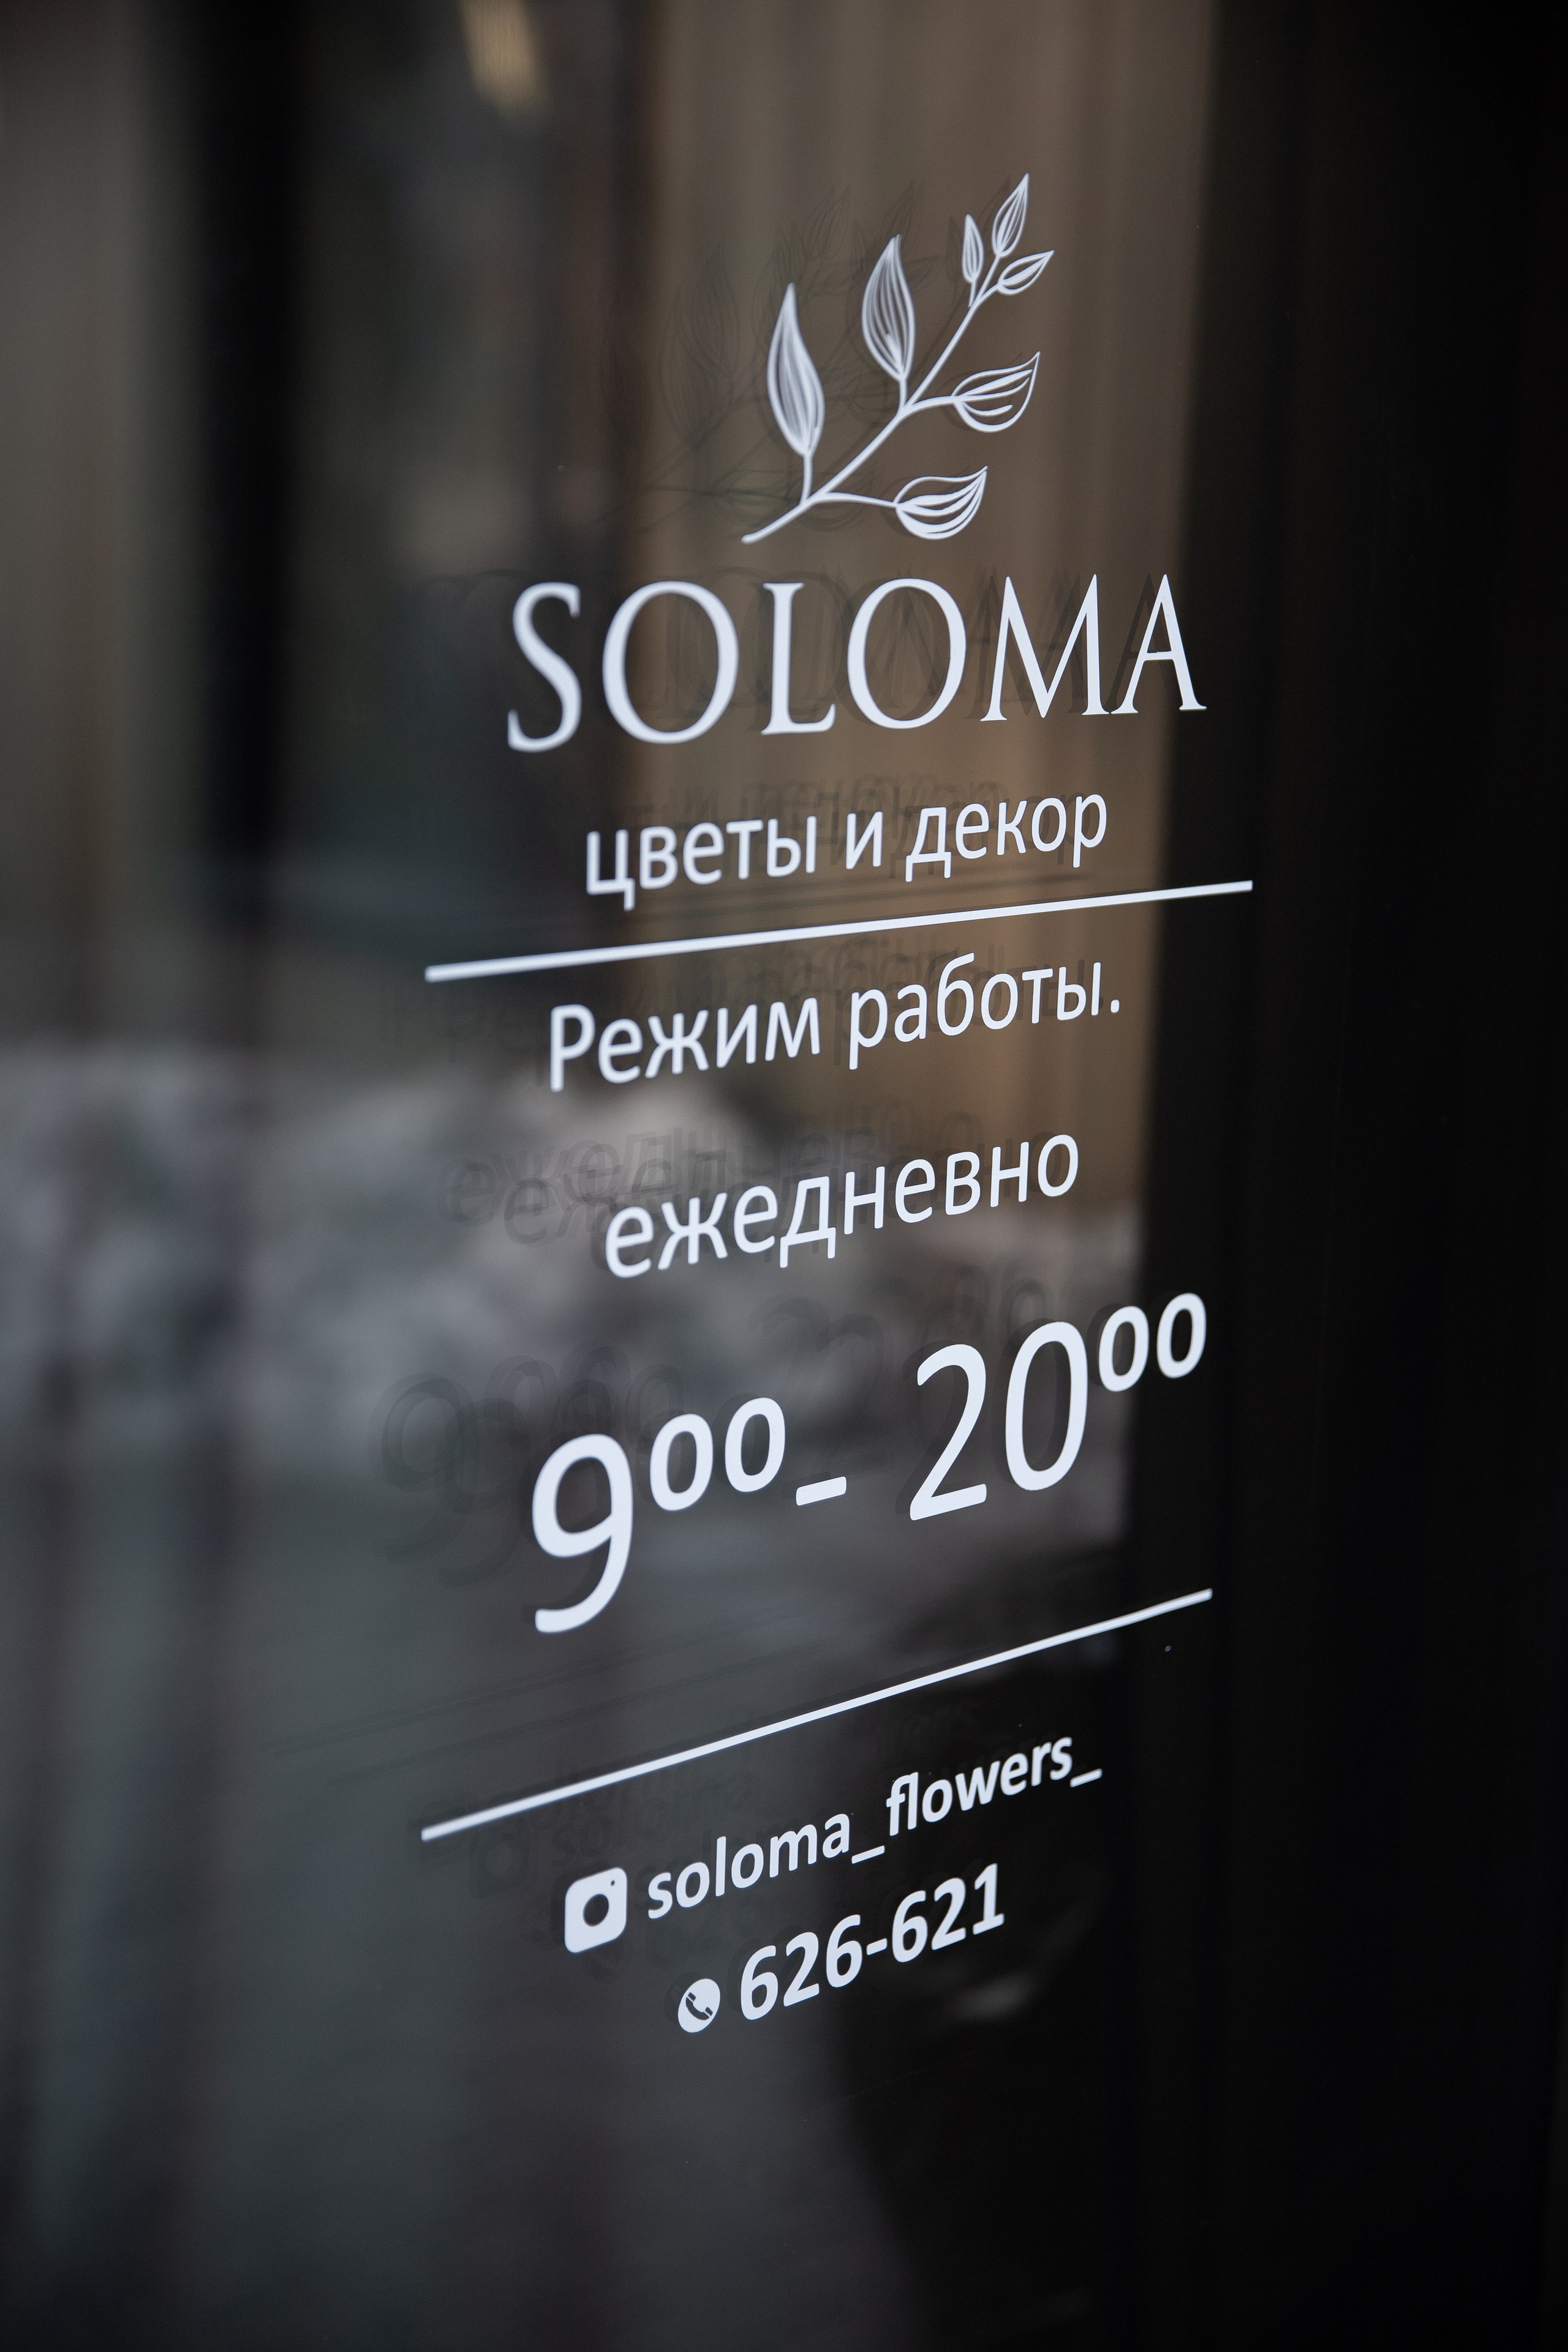 SOLOMA
цветы и декор
Режим работы.
ежедневно
9⁰⁰- 20⁰⁰
soloma_flowers_
626-621